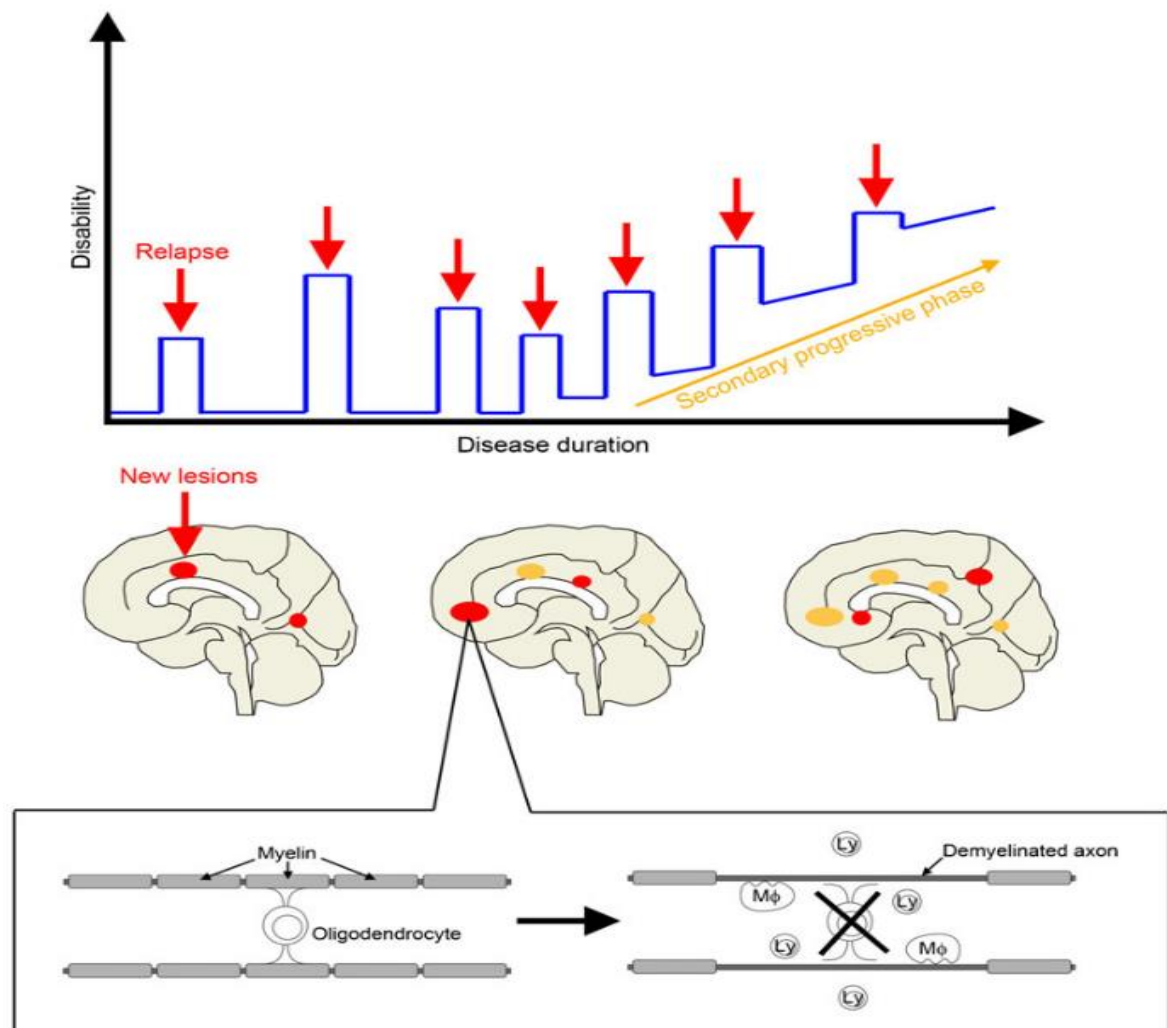 Disability
Relapse
Secondary progressive phase
Disease duration
New lesions
Myelin
Oligodendrocyte
Demyelinated axon
Ly
Mϕ
Ly
Ly
Mϕ
Ly